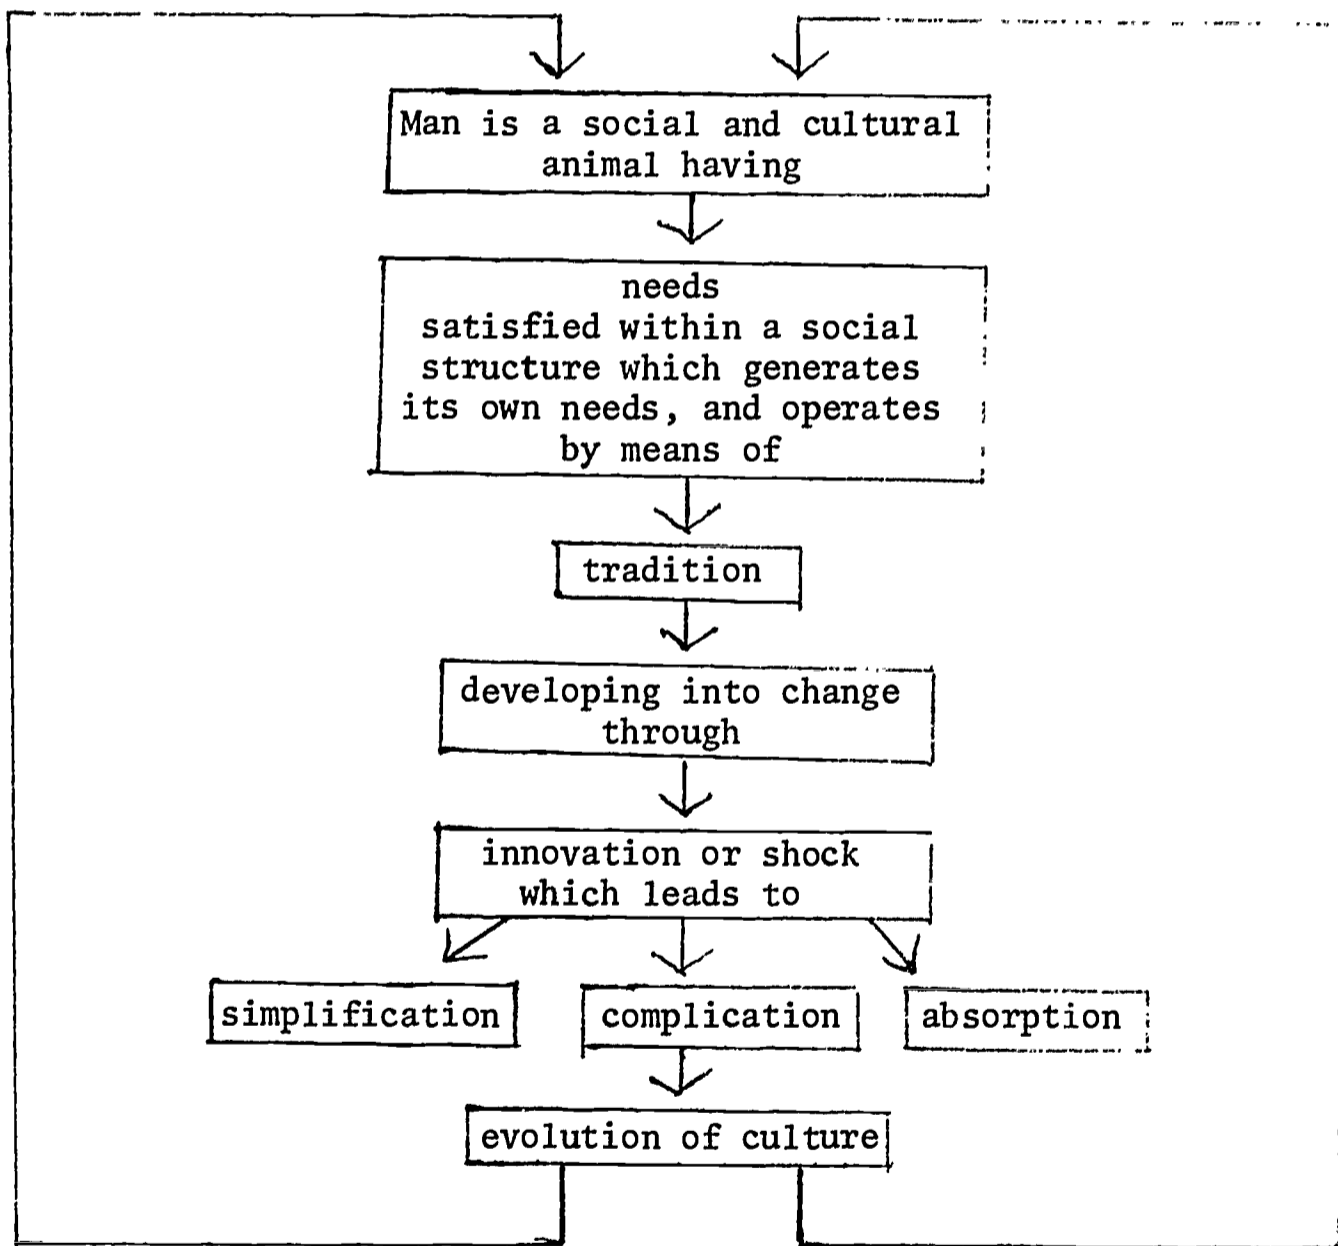 Man is a social and cultural
animal having
needs
satisfied within a social
structure which generates
its own needs, and operates
by means of
tradition
developing into change
through
innovation or shock
which leads to
simplification
complication
absorption
evolution of culture